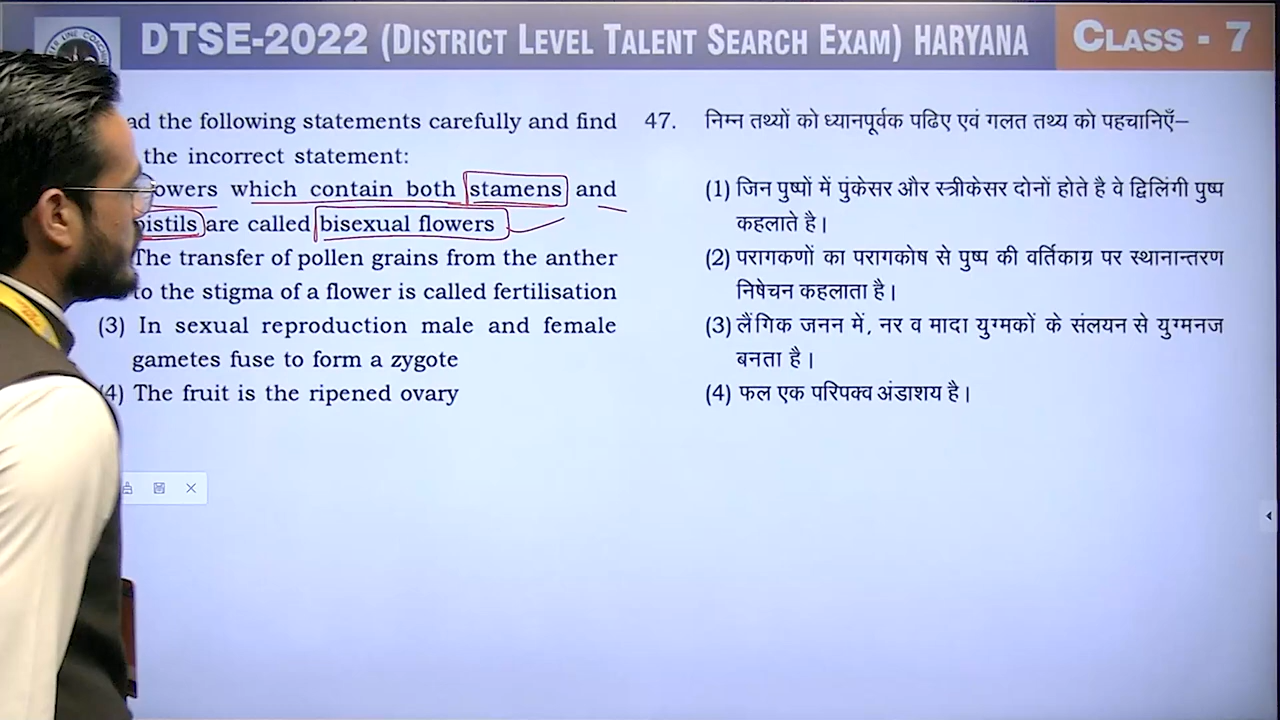 DTSE-2022 (DISTRICT LEVEL TALENT SEARCH EXAM) HARYANA
CLASS - 7
the following statements carefully and find
the incorrect statement:
which contain both stamens and
are called bisexual flowers
The transfer of pollen grains from the anther
to the stigma of a flower is called fertilisation
(3) In sexual reproduction male and female
gametes fuse to form a zygote
(4) The fruit is the ripened ovary
47. निम्न तथ्यों को ध्यानपूर्वक पढिए एवं गलत तथ्य को पहचानिएँ–
(1) जिन पुष्पों में पुंकेसर और स्त्रीकेसर दोनों होते है वे द्विलिंगी पुष्प
कहलाते है।
(2) परागकणों का परागकोष से पुष्प की वर्तिकाग्र पर स्थानान्तरण
निषेचन कहलाता है।
(3) लैंगिक जनन में, नर व मादा युग्मकों के संलयन से युग्मनज
बनता है।
(4) फल एक परिपक्व अंडाशय है।